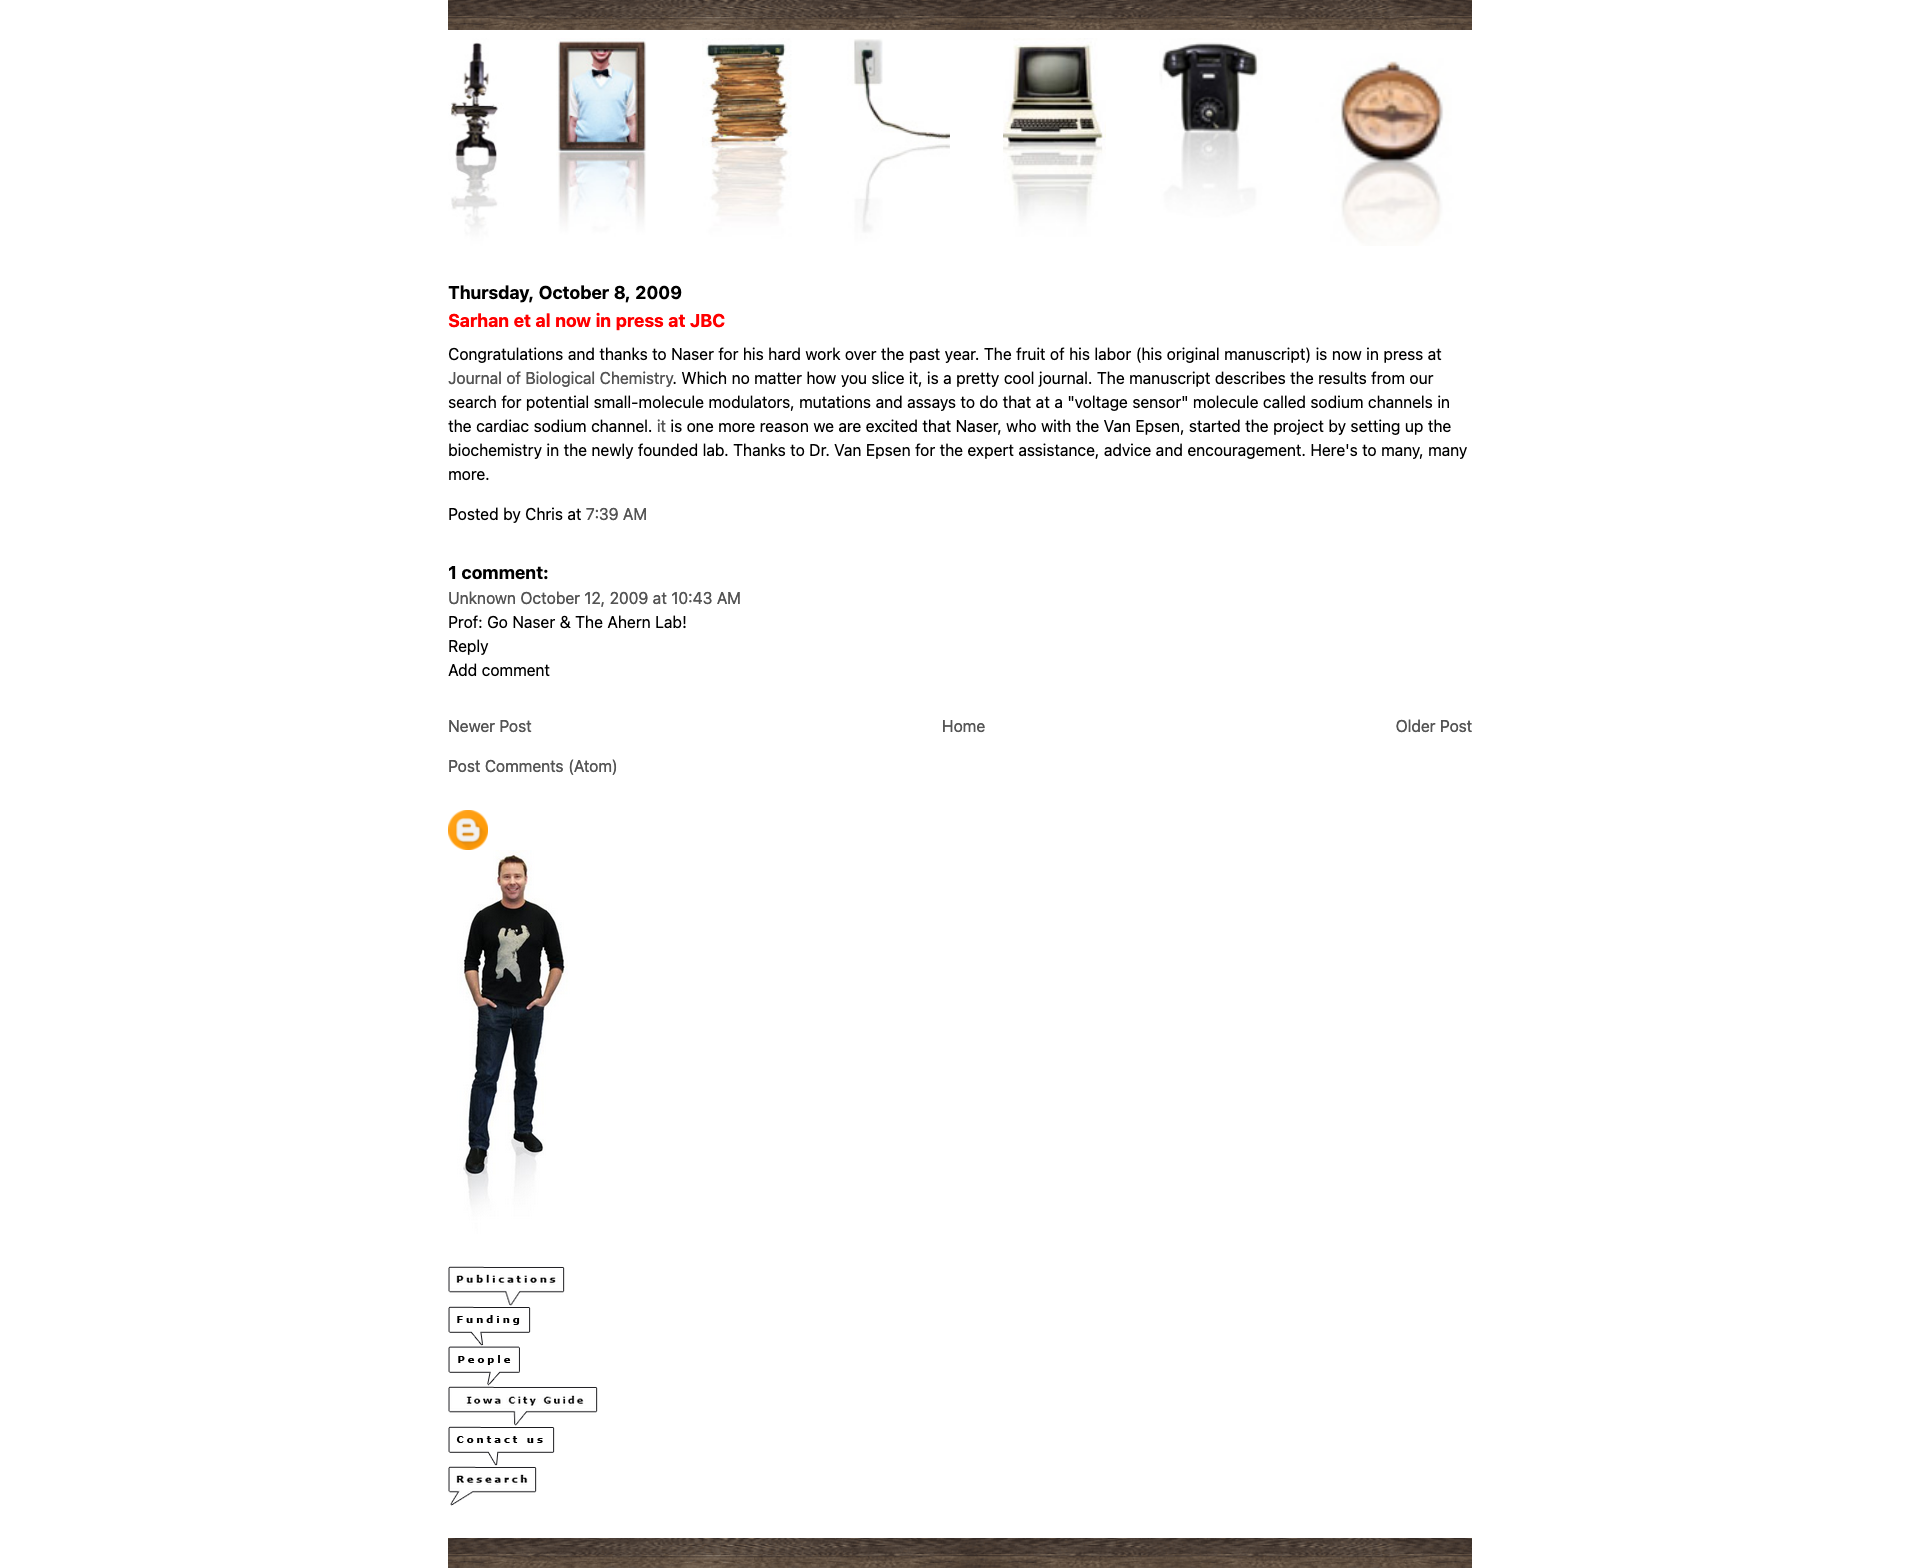 Thursday, October 8, 2009
Sarhan et al now in press at JBC
Congratulations and thanks to Naser for his hard work over the past year. The fruit of his labor (his original manuscript) is now in press at
Journal of Biological Chemistry. Which no matter how you slice it, is a pretty cool journal. The manuscript describes the results from our
search for potential small-molecule modulators, mutations and assays to do that at a "voltage sensor" molecule called sodium channels in
the cardiac sodium channel. it is one more reason we are excited that Naser, who with the Van Epsen, started the project by setting up the
biochemistry in the newly founded lab. Thanks to Dr. Van Epsen for the expert assistance, advice and encouragement. Here's to many, many
more.
Posted by Chris at 7:39 AM
1 comment:
Unknown October 12, 2009 at 10:43 AM
Prof: Go Naser & The Ahern Lab!
Reply
Add comment
Newer Post Home Older Post
Post Comments (Atom)
Publications
Funding
People
Iowa City Guide
Contact us
Research